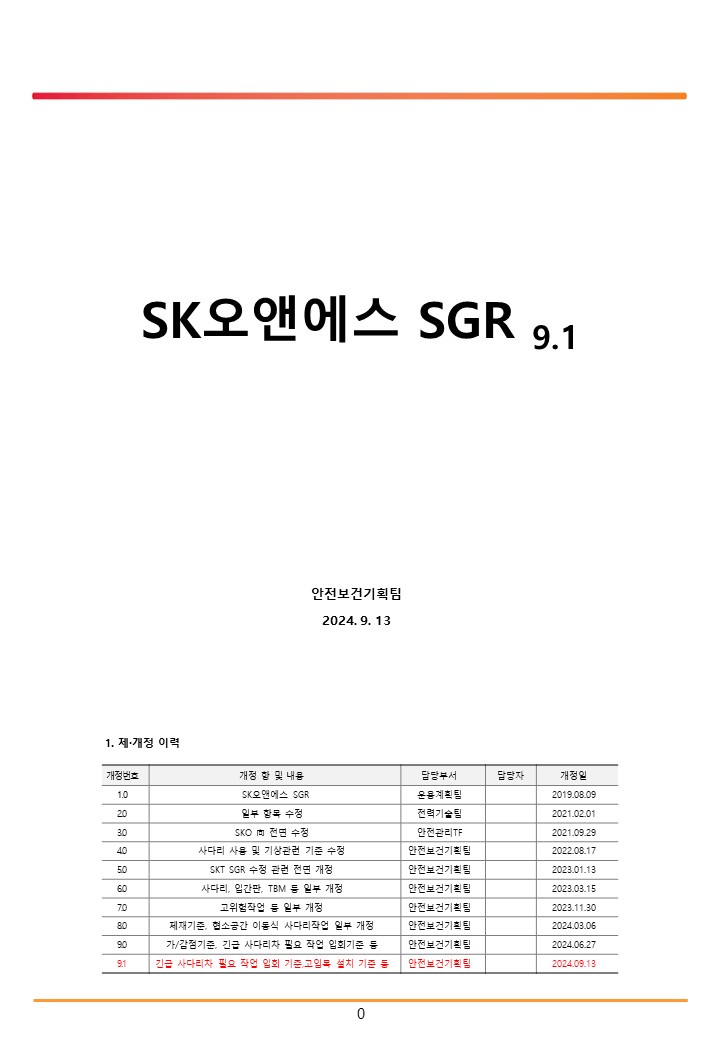 SK오앤에스 SGR 9.1
안전보건기획팀
2024. 9. 13
1. 제·개정 이력
개정번호 개정 항 및 내용 담당부서 담당자 개정일
1.0 SK오앤에스 SGR 운용계획팀 2019.08.09
2.0 일부 항목 수정 전력기술팀 2021.02.01
3.0 SKO 向 전면 수정 안전관리TF 2021.09.29
4.0 사다리 사용 및 기상관련 기준 수정 안전보건기획팀 2022.08.17
5.0 SKT SGR 수정 관련 전면 개정 안전보건기획팀 2023.01.13
6.0 사다리, 입간판, TBM 등 일부 개정 안전보건기획팀 2023.03.15
7.0 고위험작업 등 일부 개정 안전보건기획팀 2023.11.30
8.0 제재기준, 협소공간 이동식 사다리작업 일부 개정 안전보건기획팀 2024.03.06
9.0 가/감점기준, 긴급 사다리차 필요 작업 입회기준 등 안전보건기획팀 2024.06.27
9.1 긴급 사다리차 필요 작업 입회 기준,고임목 설치 기준 등 안전보건기획팀 2024.09.13
0